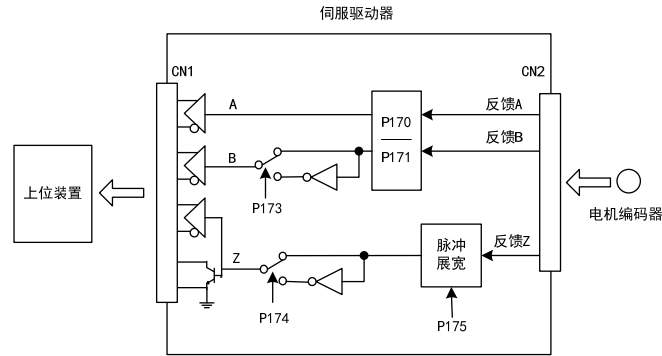 伺服驱动器
CN1
CN2
A
P170
P171
反馈A
B
反馈B
P173
上位装置
电机编码器
Z
脉冲
展宽
反馈Z
P174
P175